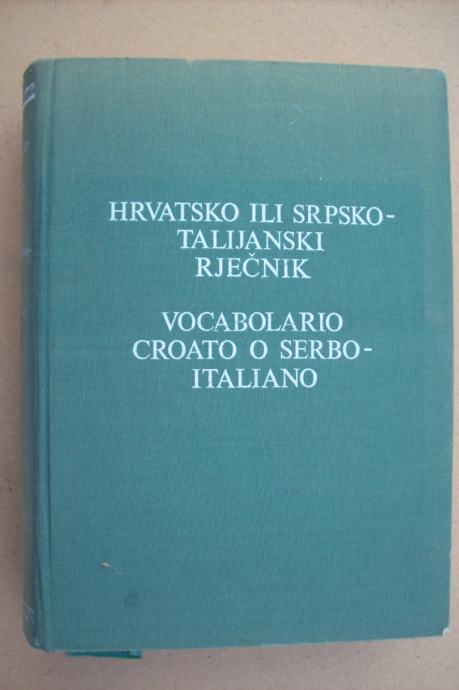 HRVATSKO ILI SRPSKO-
TALIJANSKI
RJEČNIK
VOCABOLARIO
CROATO O SERBO-
ITALIANO